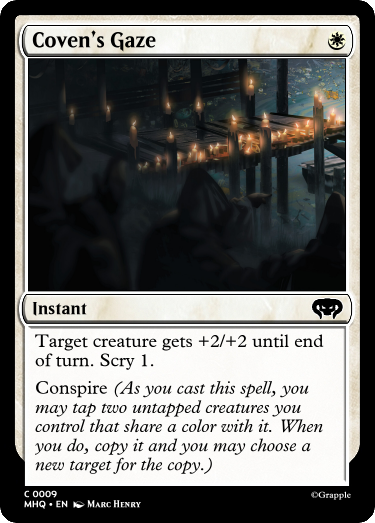 Coven's Gaze
Instant
Target creature gets +2/+2 until end
of turn. Scry 1.
Conspire (As you cast this spell, you
may tap two untapped creatures you
control that share a color with it. When
you do, copy it and you may choose a
new target for the copy.)
C 0009
MHQ • EN Marc Henry
©Grapple